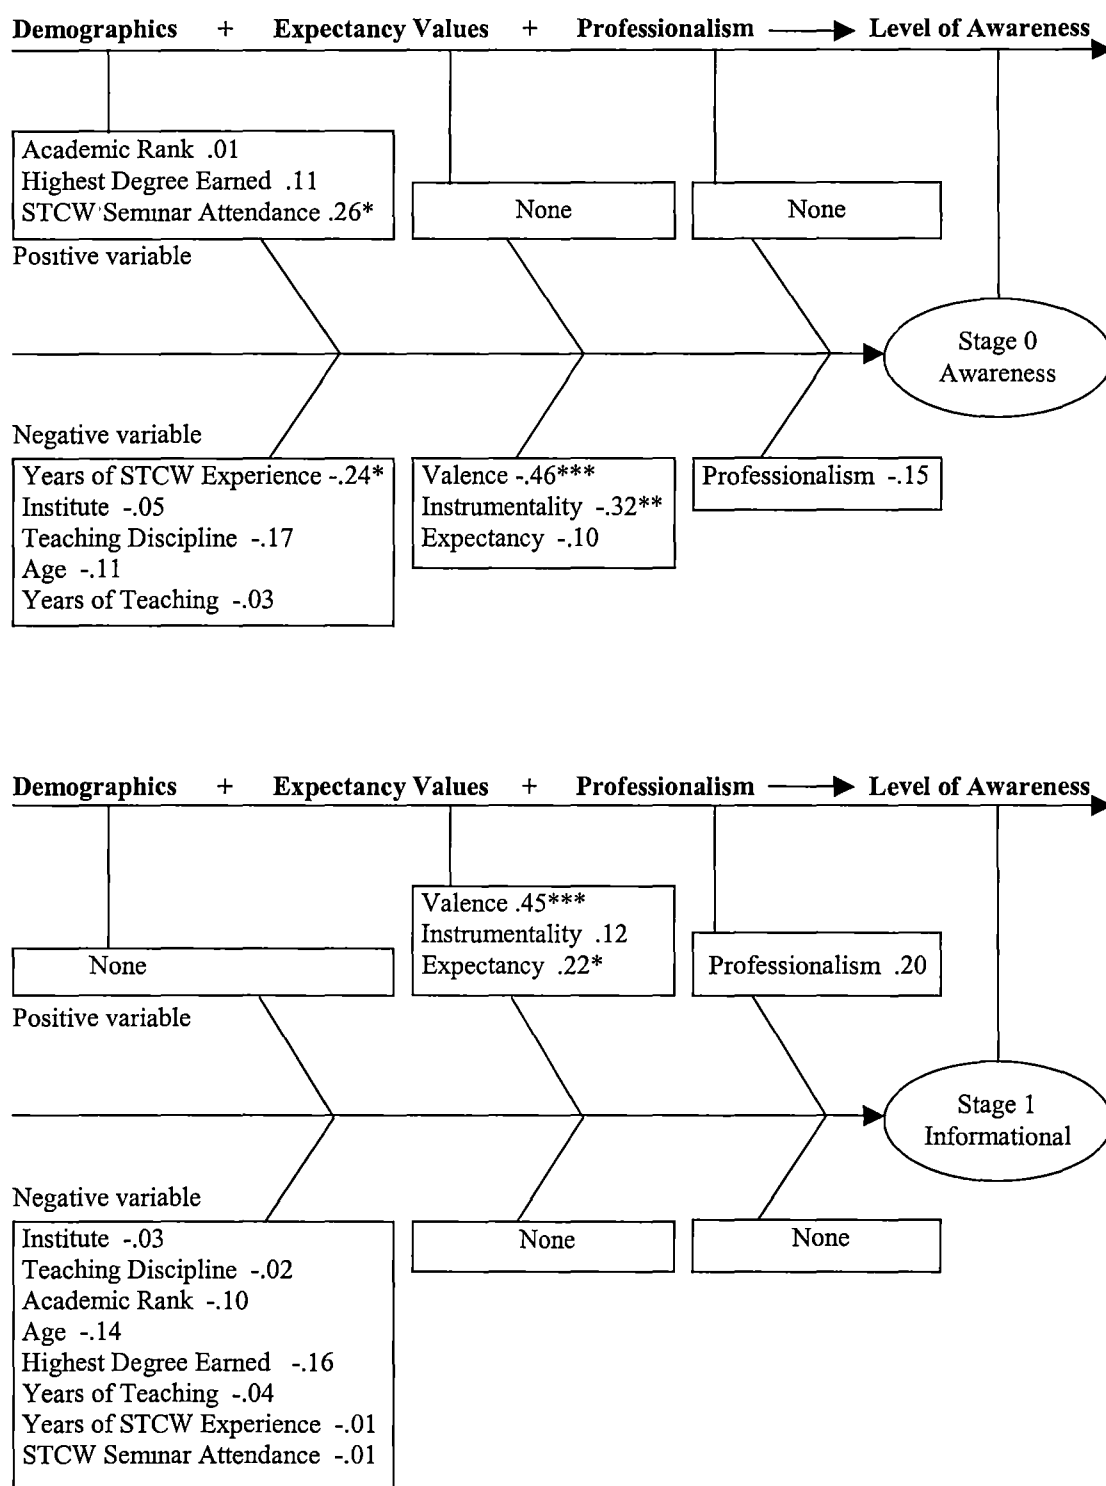 Demographics + Expectancy Values + Professionalism Level of Awareness
Academic Rank .01
Highest Degree Earned .11
STCW Seminar Attendance .26*
None
None
Positive variable
Stage 0
Awareness
Negative variable
Years of STCW Experience -.24*
Institute -.05
Teaching Discipline -.17
Age -.11
Years of Teaching -.03
Valence -.46***
Instrumentality -.32**
Expectancy -.10
Professionalism -.15
Demographics + Expectancy Values + Professionalism Level of Awareness
None
Valence .45***
Instrumentality .12
Expectancy .22*
Professionalism .20
Positive variable
Stage 1
Informational
Negative variable
Institute -.03
Teaching Discipline -.02
Academic Rank -.10
Age -.14
Highest Degree Earned -.16
Years of Teaching -.04
Years of STCW Experience -.01
STCW Seminar Attendance -.01
None
None